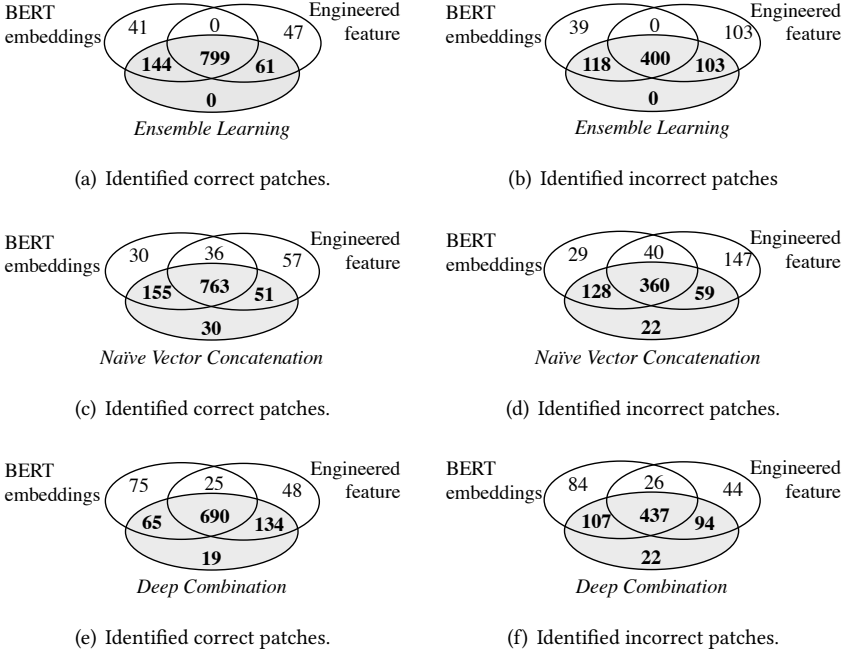 BERT
embeddings
41
0
47
Engineered
feature
144
799
61
0
Ensemble Learning
(a) Identified correct patches.
BERT
embeddings
39
0
103
Engineered
feature
118
400
103
0
Ensemble Learning
(b) Identified incorrect patches
BERT
embeddings
30
36
57
Engineered
feature
155
763
51
30
Naïve Vector Concatenation
(c) Identified correct patches.
BERT
embeddings
29
40
147
Engineered
feature
128
360
59
22
Naïve Vector Concatenation
(d) Identified incorrect patches.
BERT
embeddings
75
25
48
Engineered
feature
65
690
134
19
Deep Combination
(e) Identified correct patches.
BERT
embeddings
84
26
44
Engineered
feature
107
437
94
22
Deep Combination
(f) Identified incorrect patches.